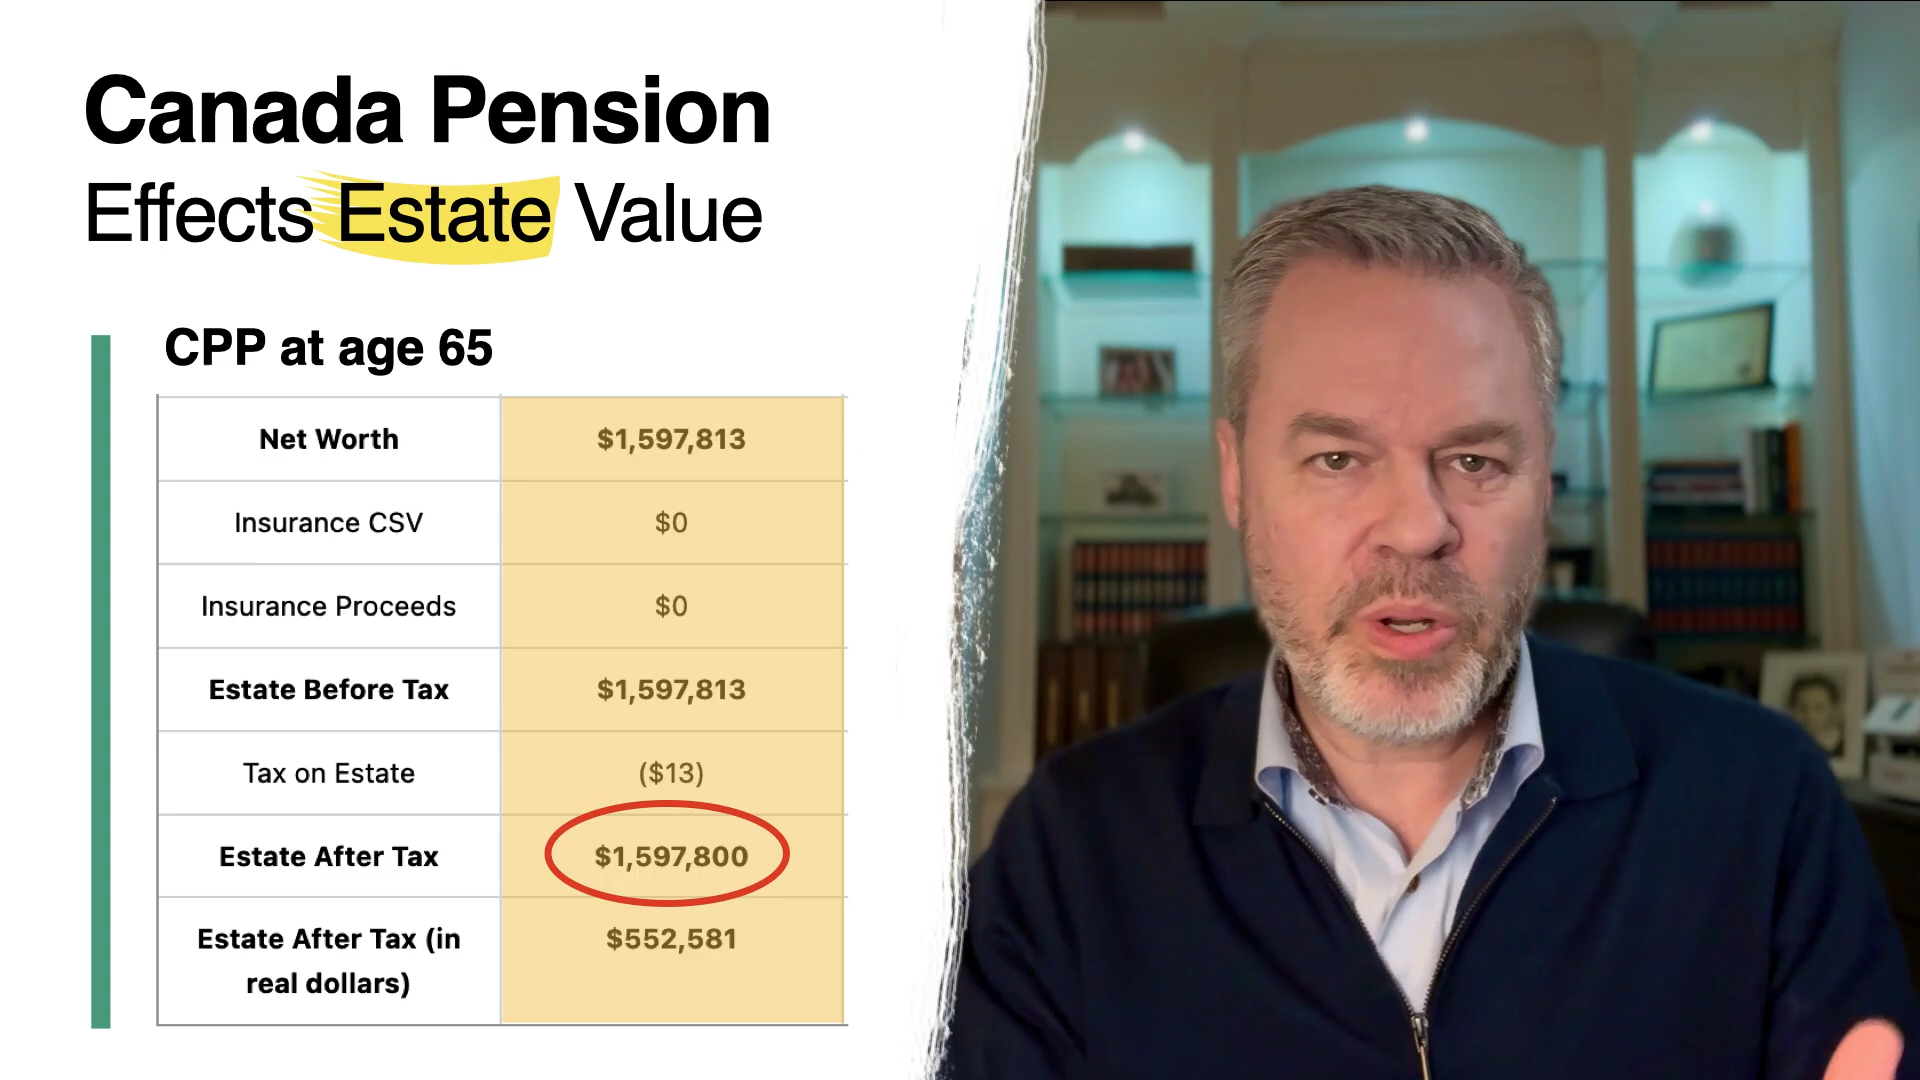 Canada Pension
Effects Estate Value
CPP at age 65
Net Worth $1,597,813
Insurance CSV $0
Insurance Proceeds $0
Estate Before Tax $1,597,813
Tax on Estate ($13)
Estate After Tax $1,597,800
Estate After Tax (in $552,581
real dollars)